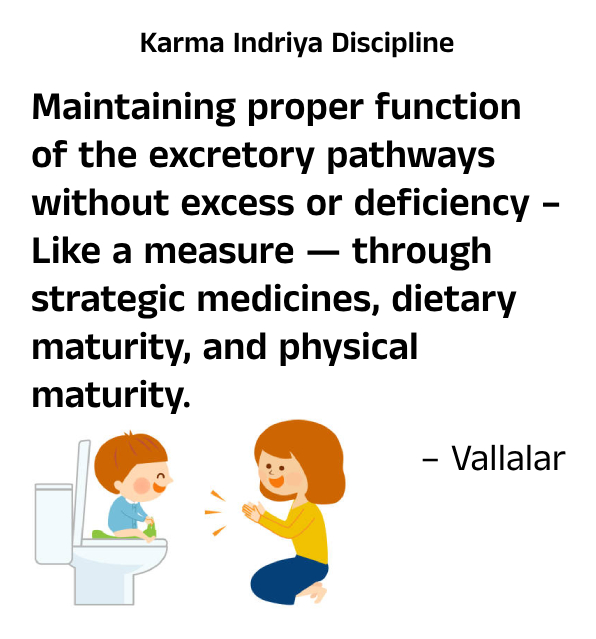 Karma Indriya Discipline
Maintaining proper function
of the excretory pathways
without excess or deficiency –
Like a measure — through
strategic medicines, dietary
maturity, and physical
maturity.
– Vallalar